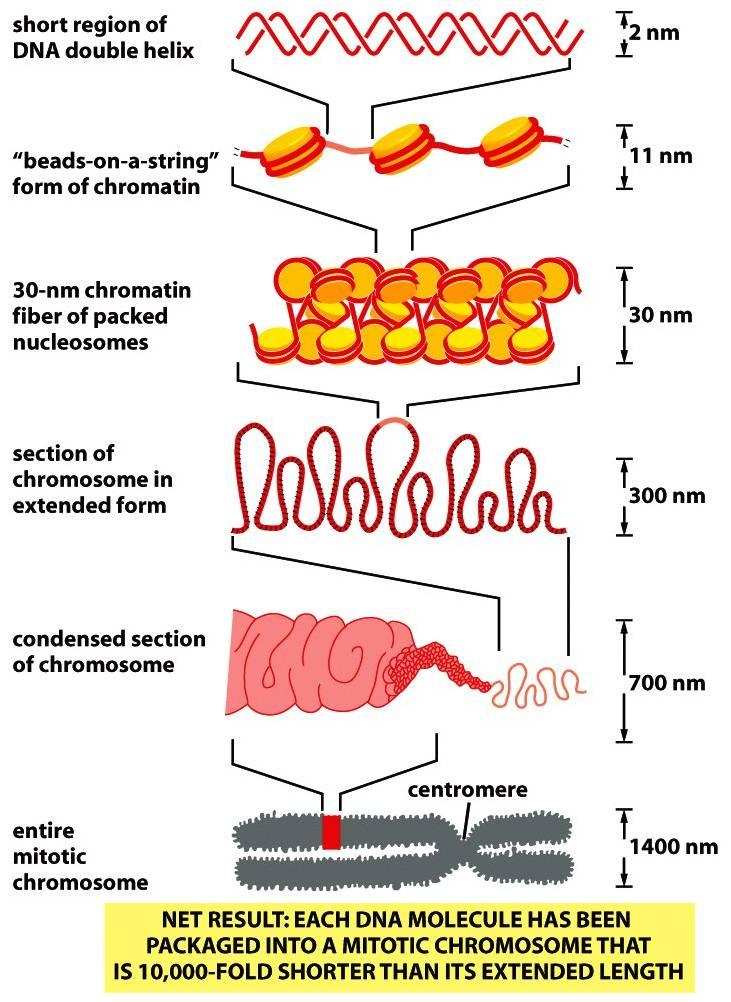 short region of
DNA double helix
2 nm
“beads-on-a-string”
form of chromatin
11 nm
30-nm chromatin
fiber of packed
nucleosomes
30 nm
section of
chromosome in
extended form
300 nm
condensed section
of chromosome
700 nm
centromere
entire
mitotic
chromosome
1400 nm
NET RESULT: EACH DNA MOLECULE HAS BEEN
PACKAGED INTO A MITOTIC CHROMOSOME THAT
IS 10,000-FOLD SHORTER THAN ITS EXTENDED LENGTH